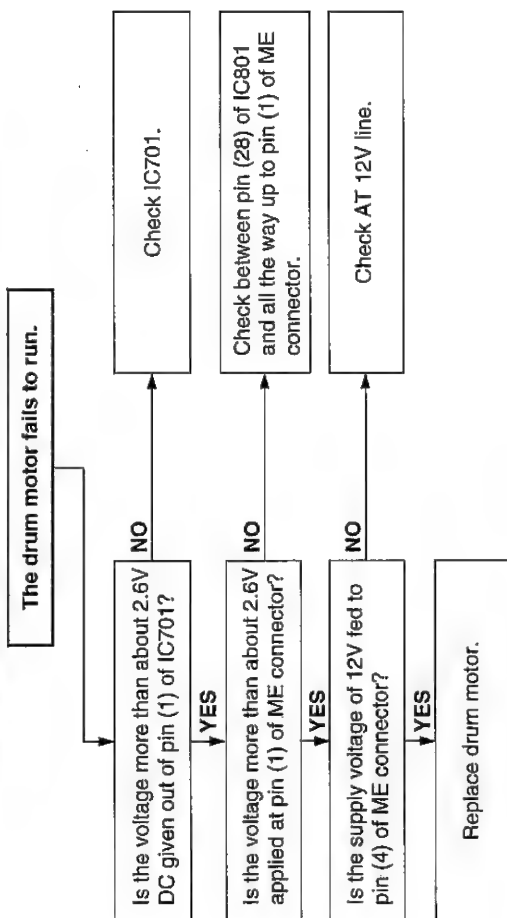 The drum motor fails to run.
Is the voltage more than about 2.6V
DC given out of pin (1) of IC701?
NO
Check IC701.
YES
Is the voltage more than about 2.6V
applied at pin (1) of ME connector?
NO
Check between pin (28) of IC801
and all the way up to pin (1) of ME
connector.
YES
Is the supply voltage of 12V fed to
pin (4) of ME connector?
NO
Check AT 12V line.
YES
Replace drum motor.